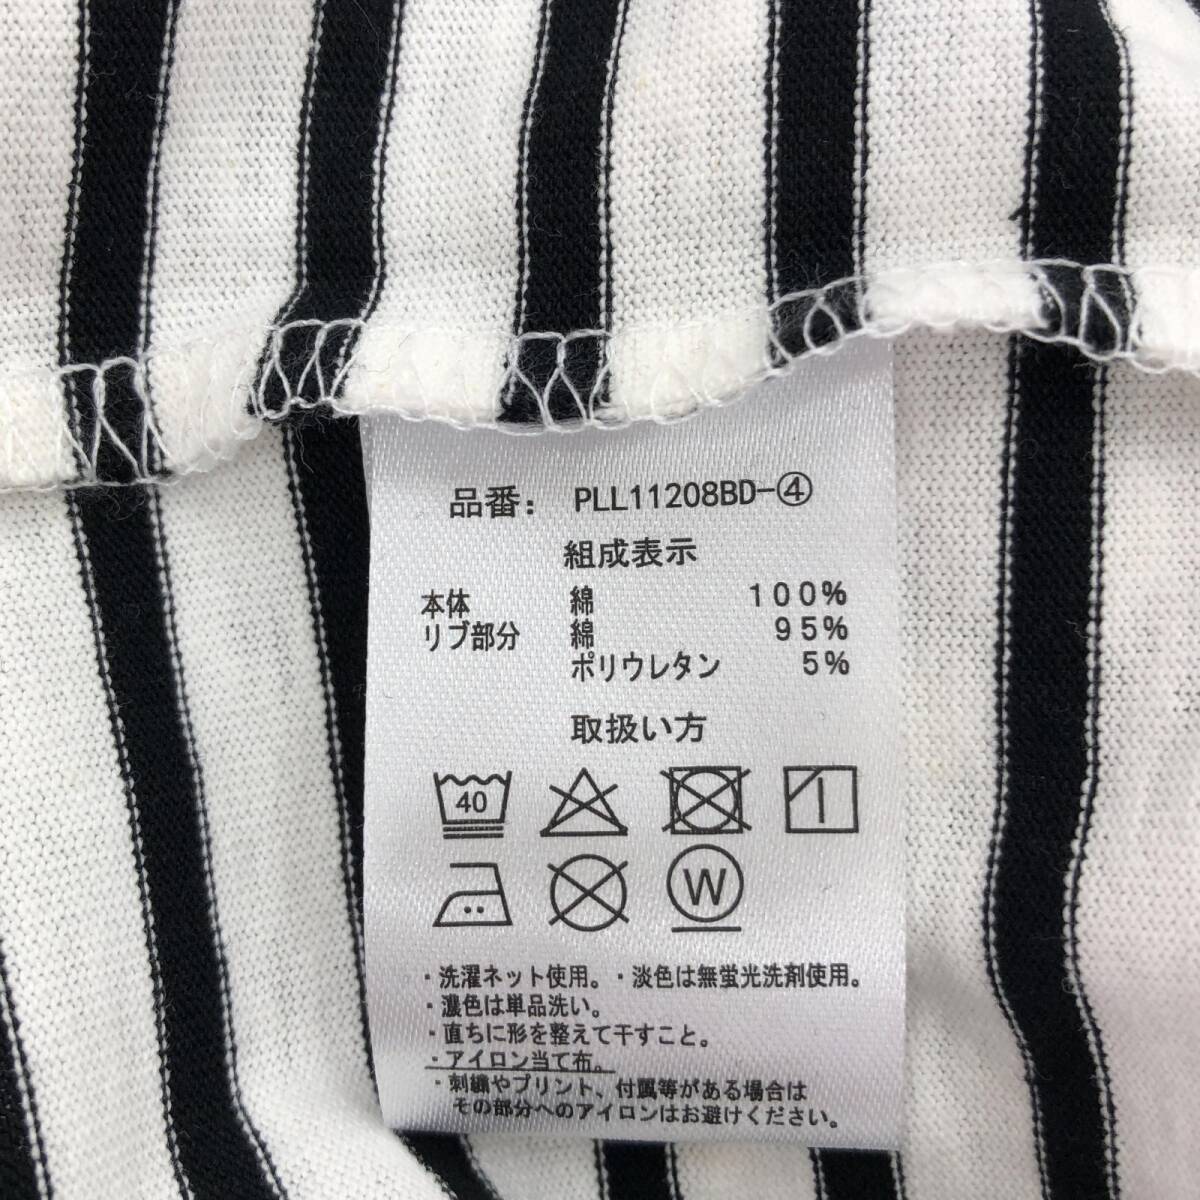 品番： PLL11208BD-④
組成表示
本体 綿 100%
リブ部分 綿 95%
ポリウレタン 5%
取扱い方
40
W
・洗濯ネット使用。・淡色は無蛍光洗剤使用。
・濃色は単品洗い。
・直ちに形を整えて干すこと。
・アイロン当て布。
・刺繍やプリント、付属等がある場合は
その部分へのアイロンはお避けください。